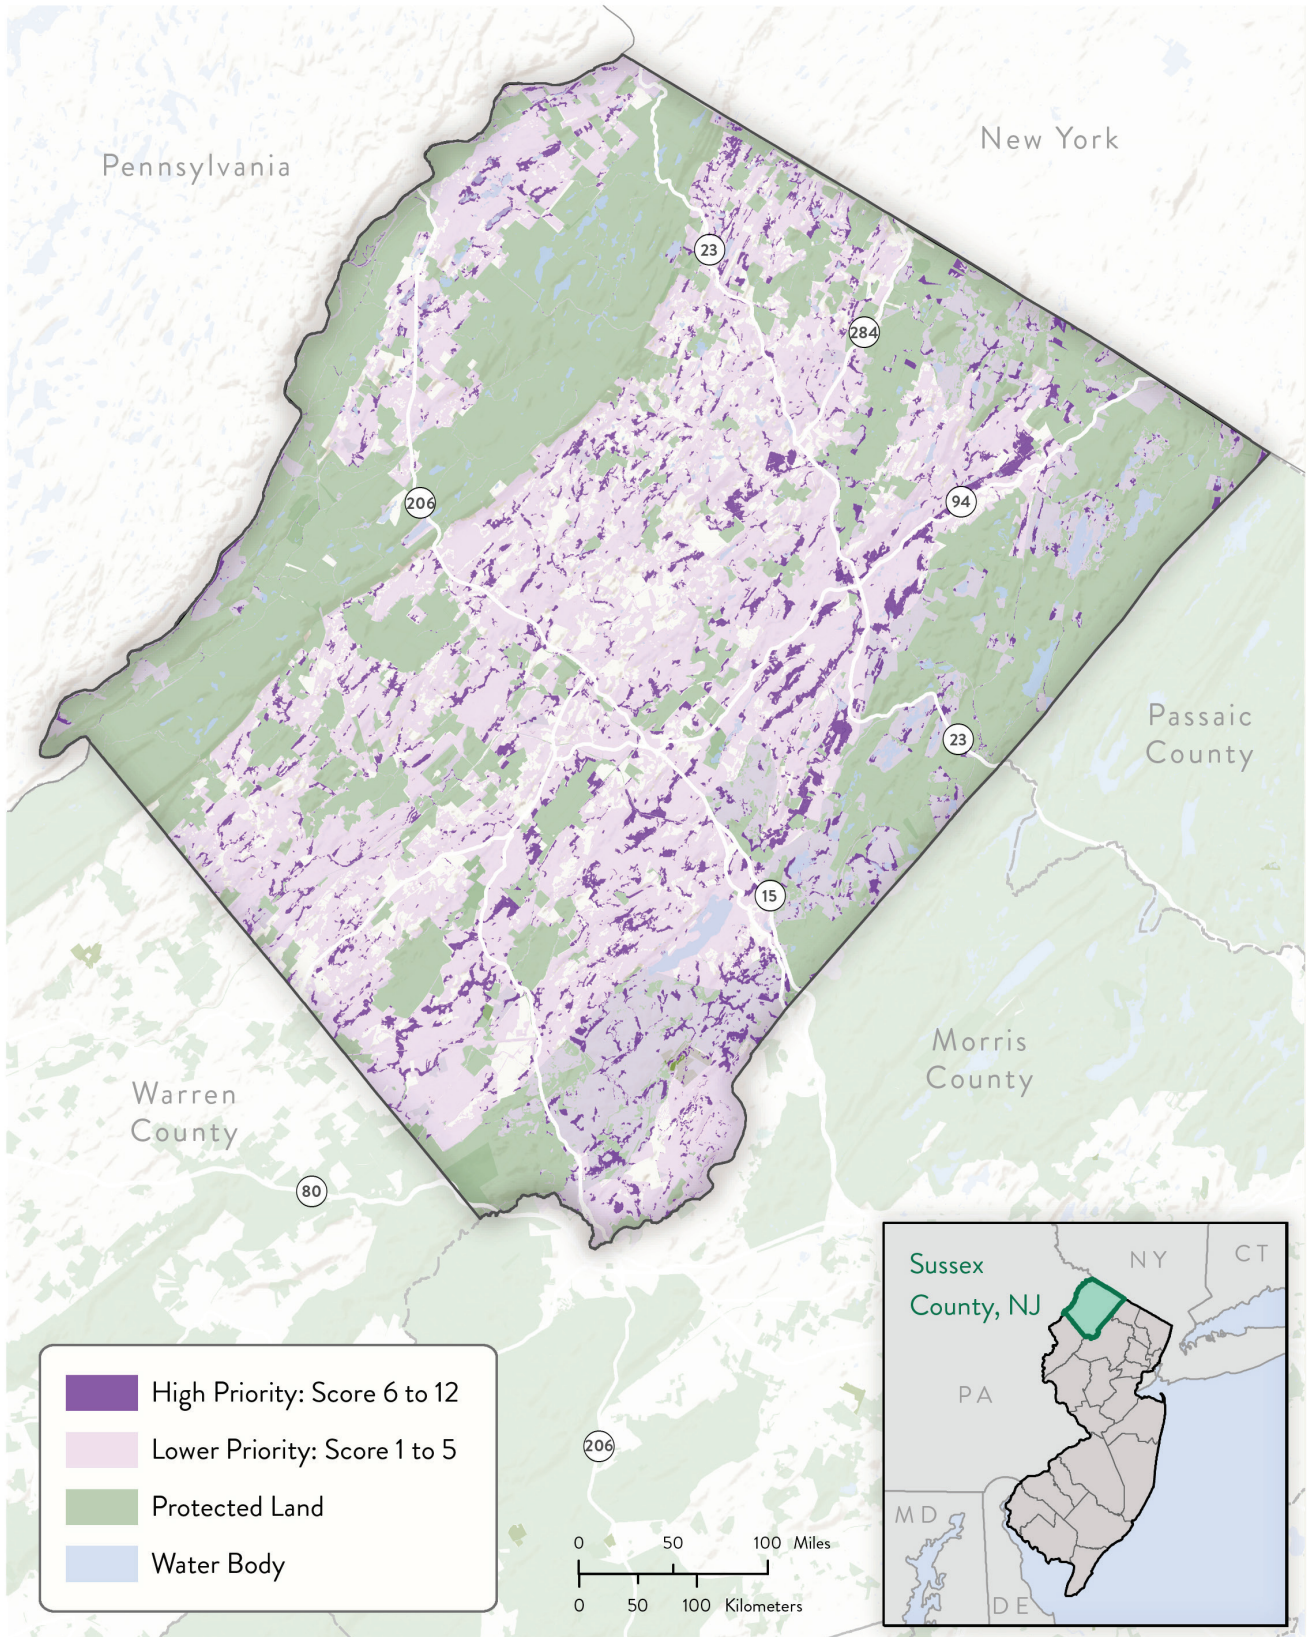 Pennsylvania
New York
23
284
206
94
Passaic
County
23
15
Morris
County
Warren
County
80
Sussex
County, NJ
NY
CT
PA
MD
DE
High Priority: Score 6 to 12
Lower Priority: Score 1 to 5
Protected Land
Water Body
206
0 50 100 Miles
0 50 100 Kilometers